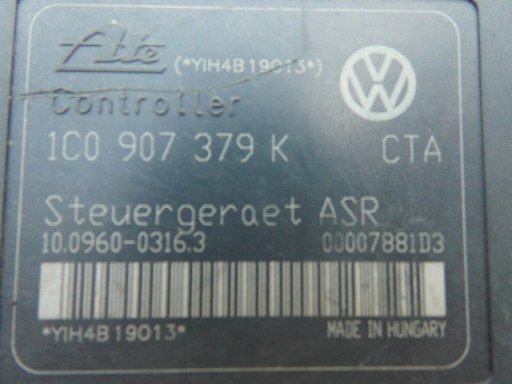 Ate (*YIH4B19013*)
Controller
1C0 907 379 K CTA
Steuergeraet ASR
10.0960-0316.3 00007881D3
*YIH4B19013* MADE IN HUNGARY